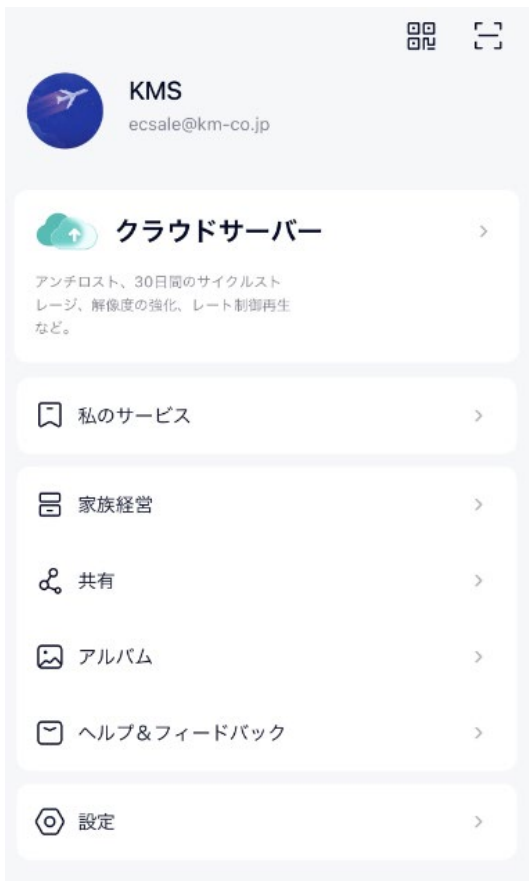 KMS
ecsale@km-co.jp
クラウドサーバー
アンチロスト、30日間のサイクルスト
レージ、解像度の強化、レート制御再生
など。
私のサービス
家族経営
共有
アルバム
ヘルプ＆フィードバック
設定